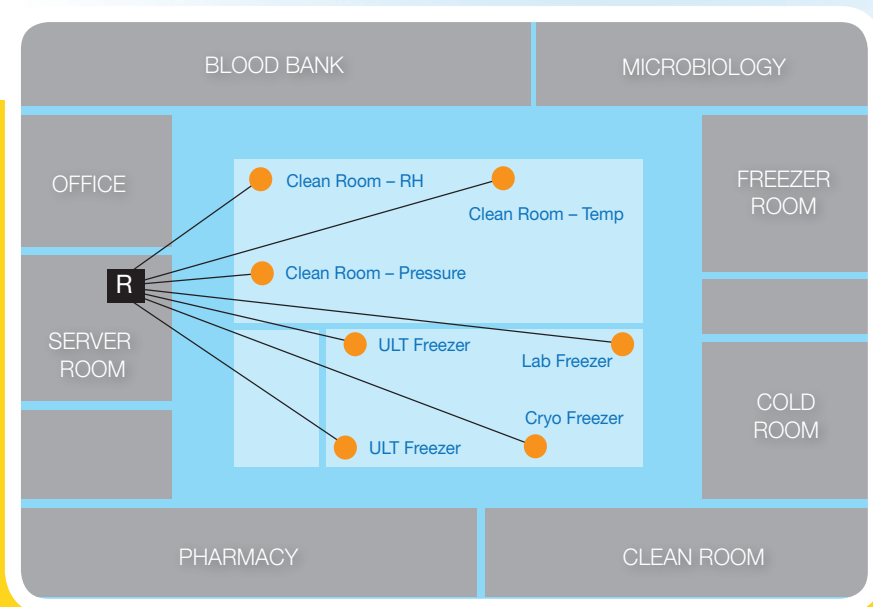 BLOOD BANK
MICROBIOLOGY
OFFICE
Clean Room – RH
Clean Room – Temp
FREEZER
ROOM
Clean Room – Pressure
R
SERVER
ROOM
ULT Freezer
Lab Freezer
Cryo Freezer
ULT Freezer
COLD
ROOM
PHARMACY
CLEAN ROOM